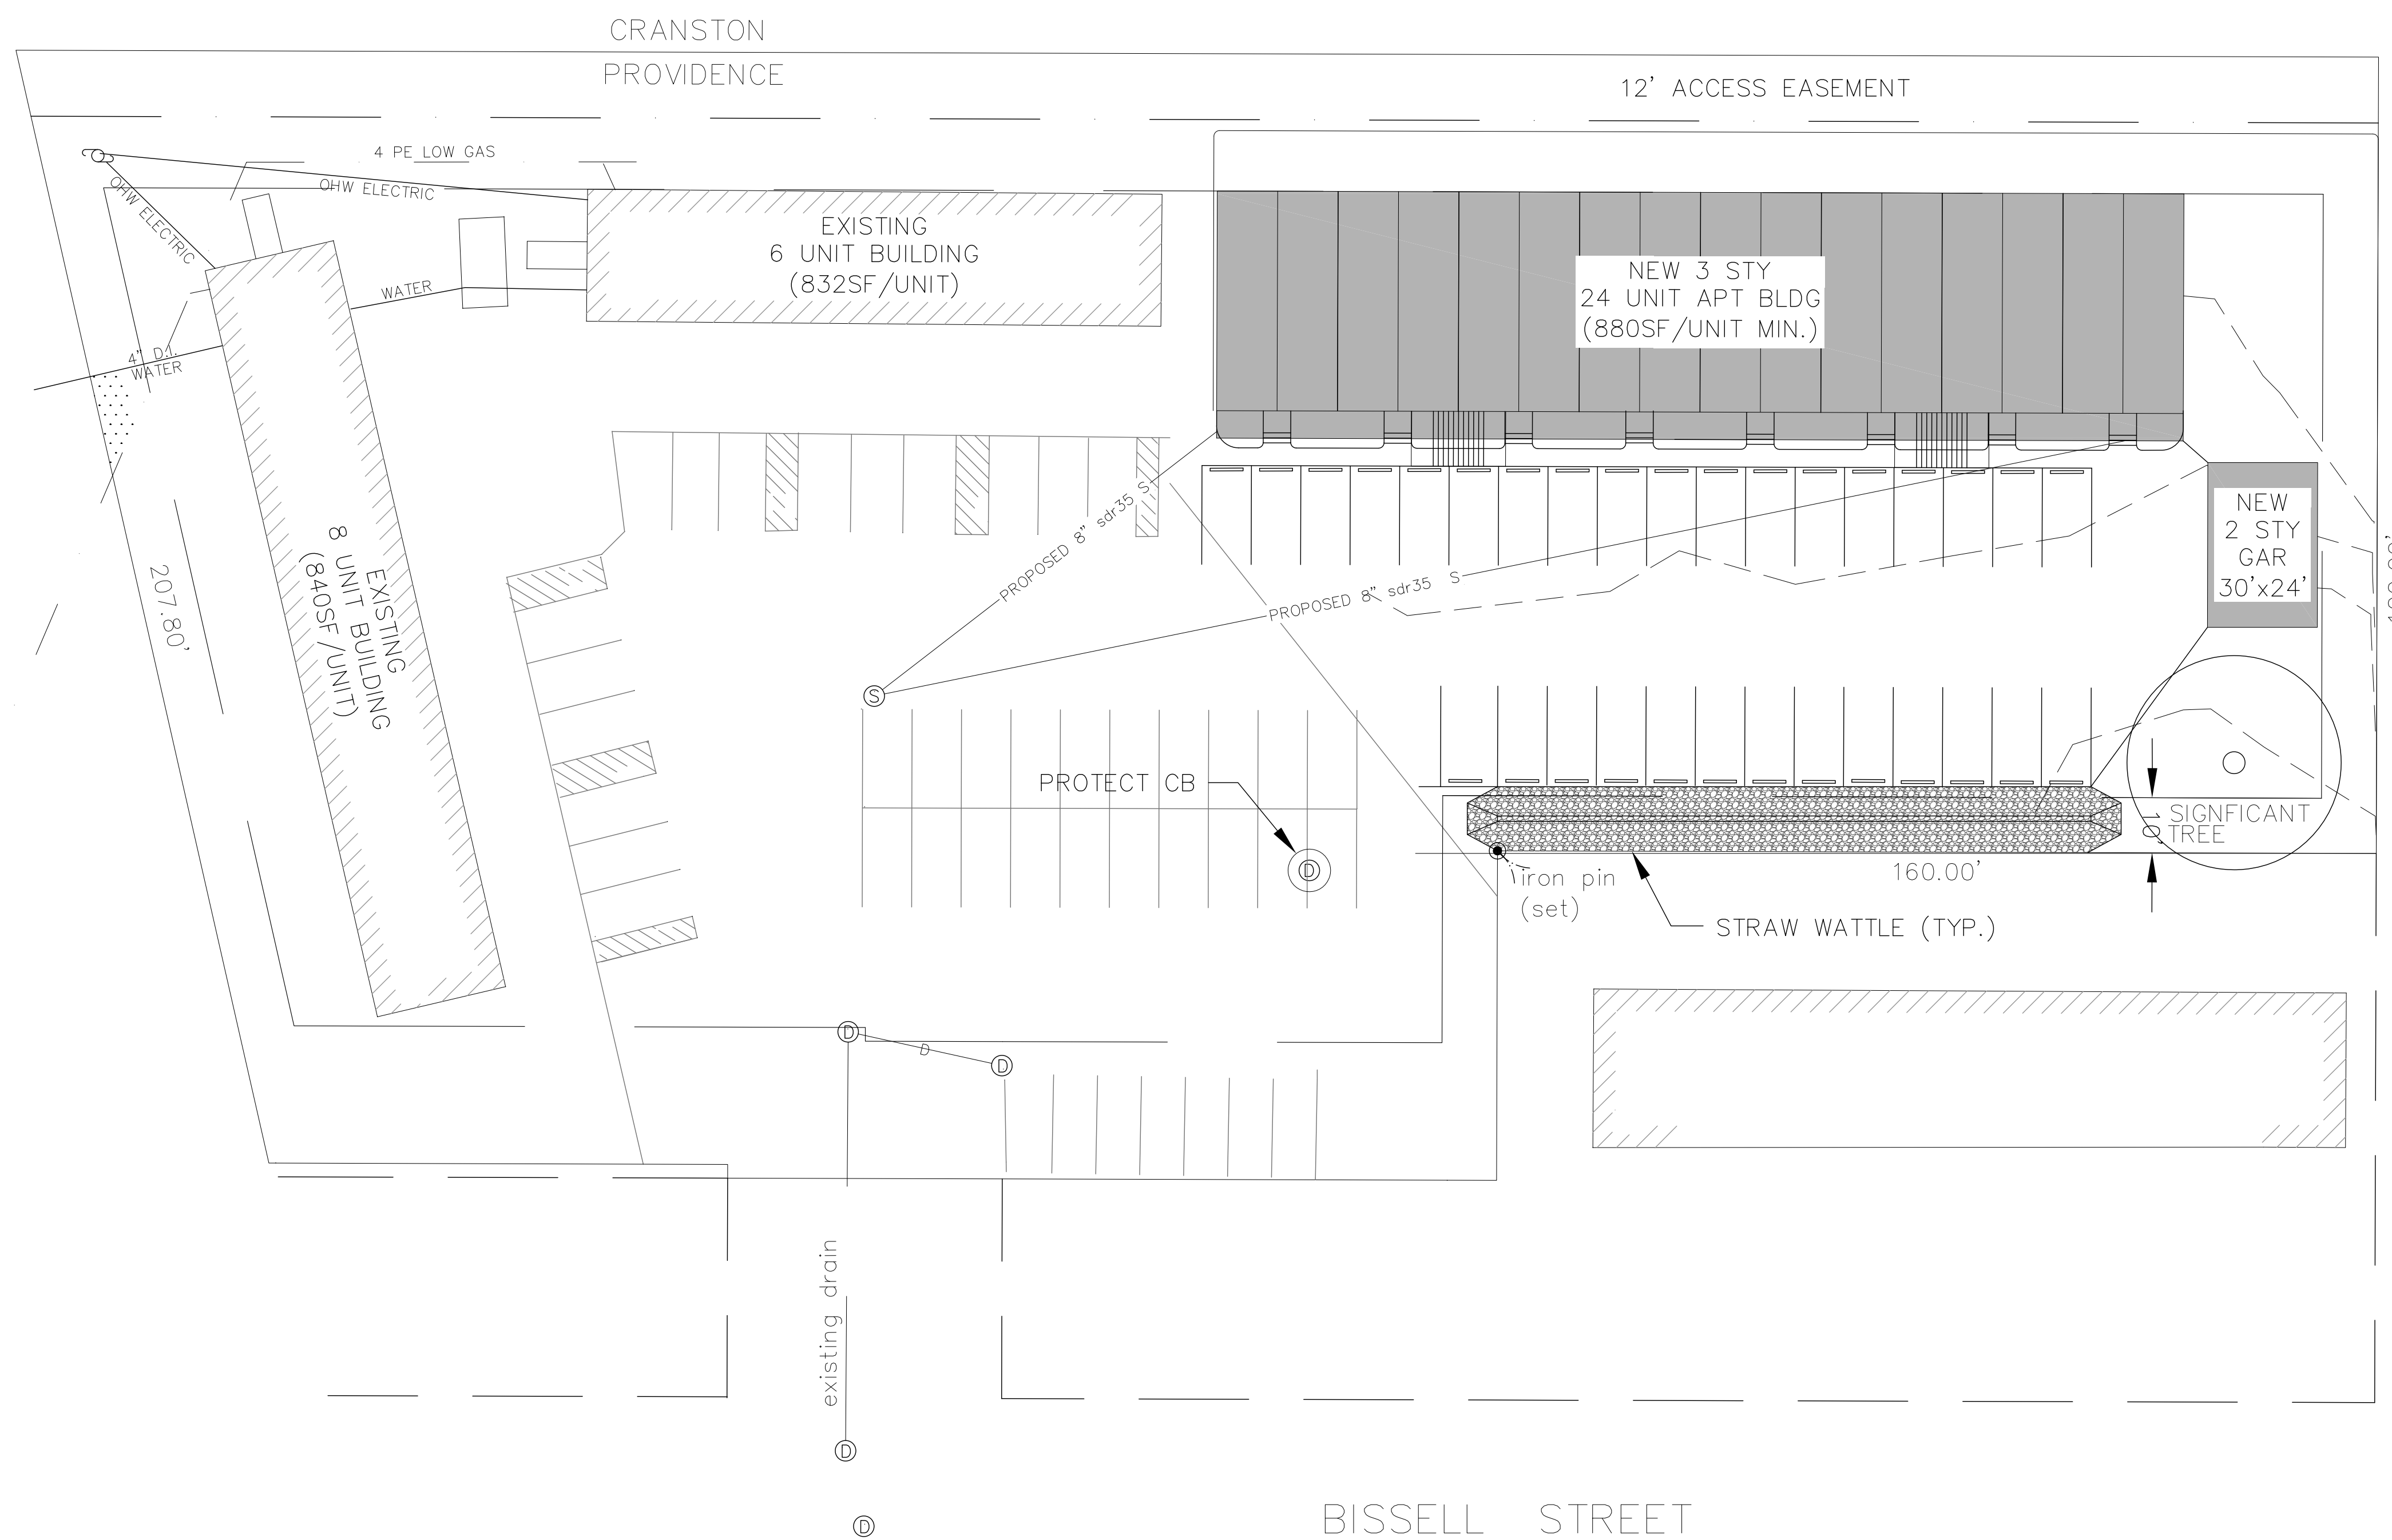 CRANSTON
PROVIDENCE
12' ACCESS EASEMENT
4 PE LOW GAS
OHW ELECTRIC
OHW ELECTRIC
EXISTING
6 UNIT BUILDING
(832SF/UNIT)
NEW 3 STY
24 UNIT APT BLDG
(880SF/UNIT MIN.)
WATER
4" D.I.
WATER
EXISTING
8 UNIT BUILDING
(840SF/UNIT)
207.80'
PROPOSED 8" sdr35 S
PROPOSED 8" sdr35 S
NEW
2 STY
GAR
30'x24'
S
PROTECT CB
D
SIGNFICANT
TREE
10'
160.00'
iron pin
(set)
STRAW WATTLE (TYP.)
D
D
D
existing drain
D
D
BISSELL STREET